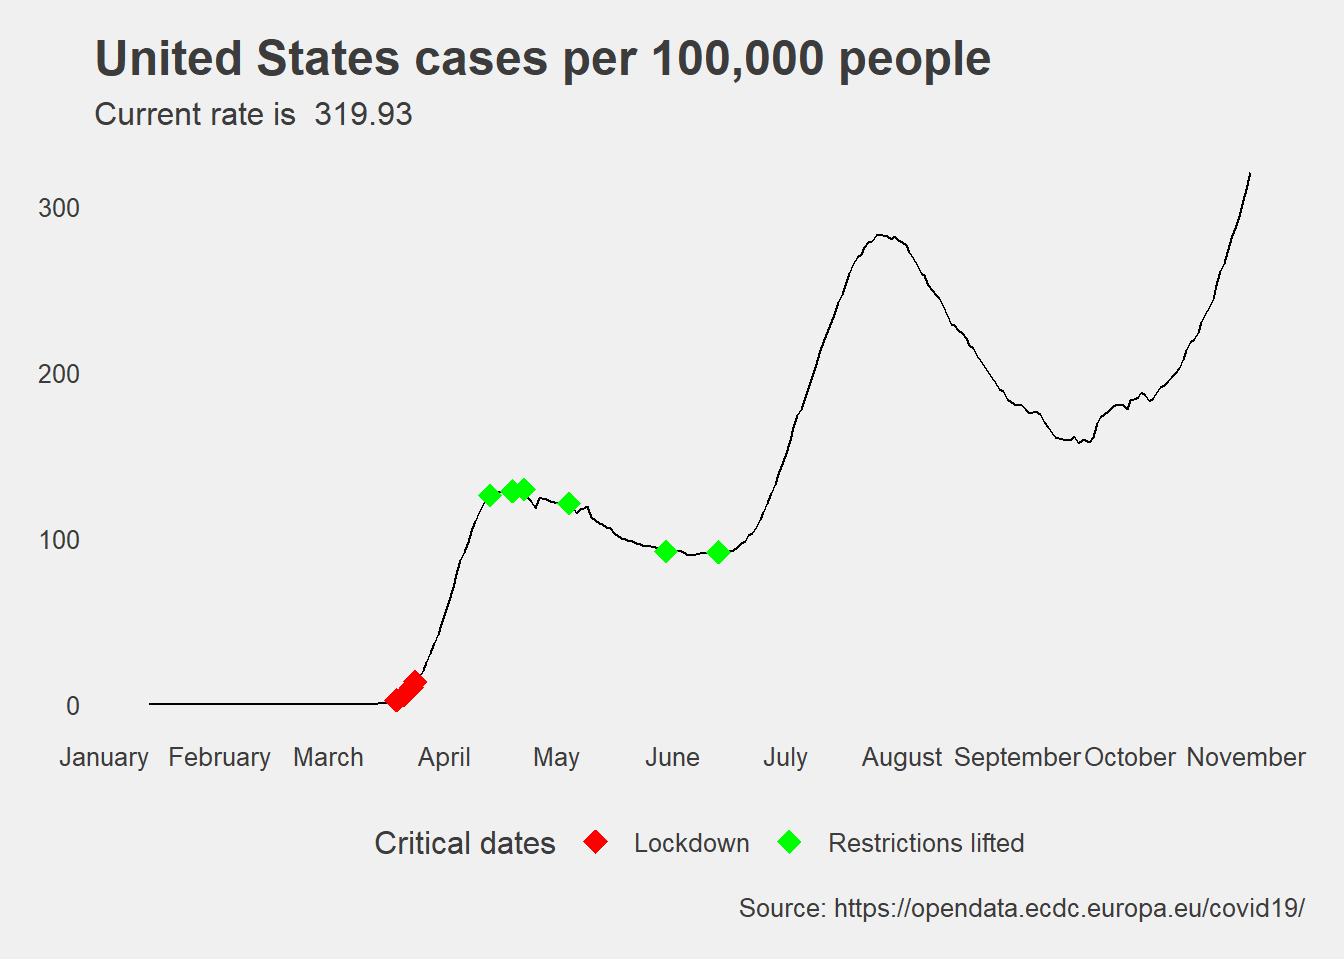 United States cases per 100,000 people
Current rate is  319.93
300
200
100
0
January February March April May June July August September October November
Critical dates Lockdown Restrictions lifted
Source: https://opendata.ecdc.europa.eu/covid19/